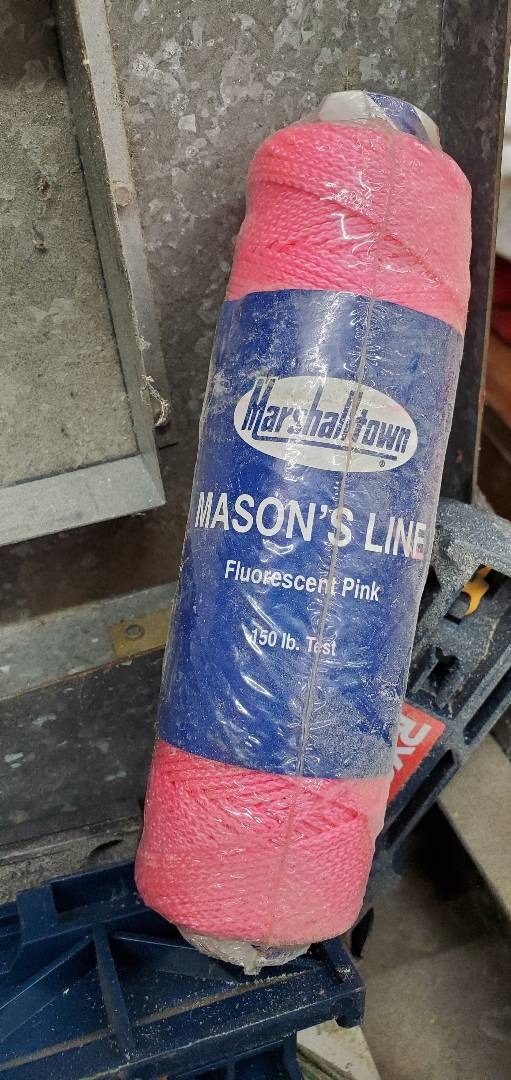 Marshalltown
®
MASON'S LINE
Fluorescent Pink
150 lb. Test